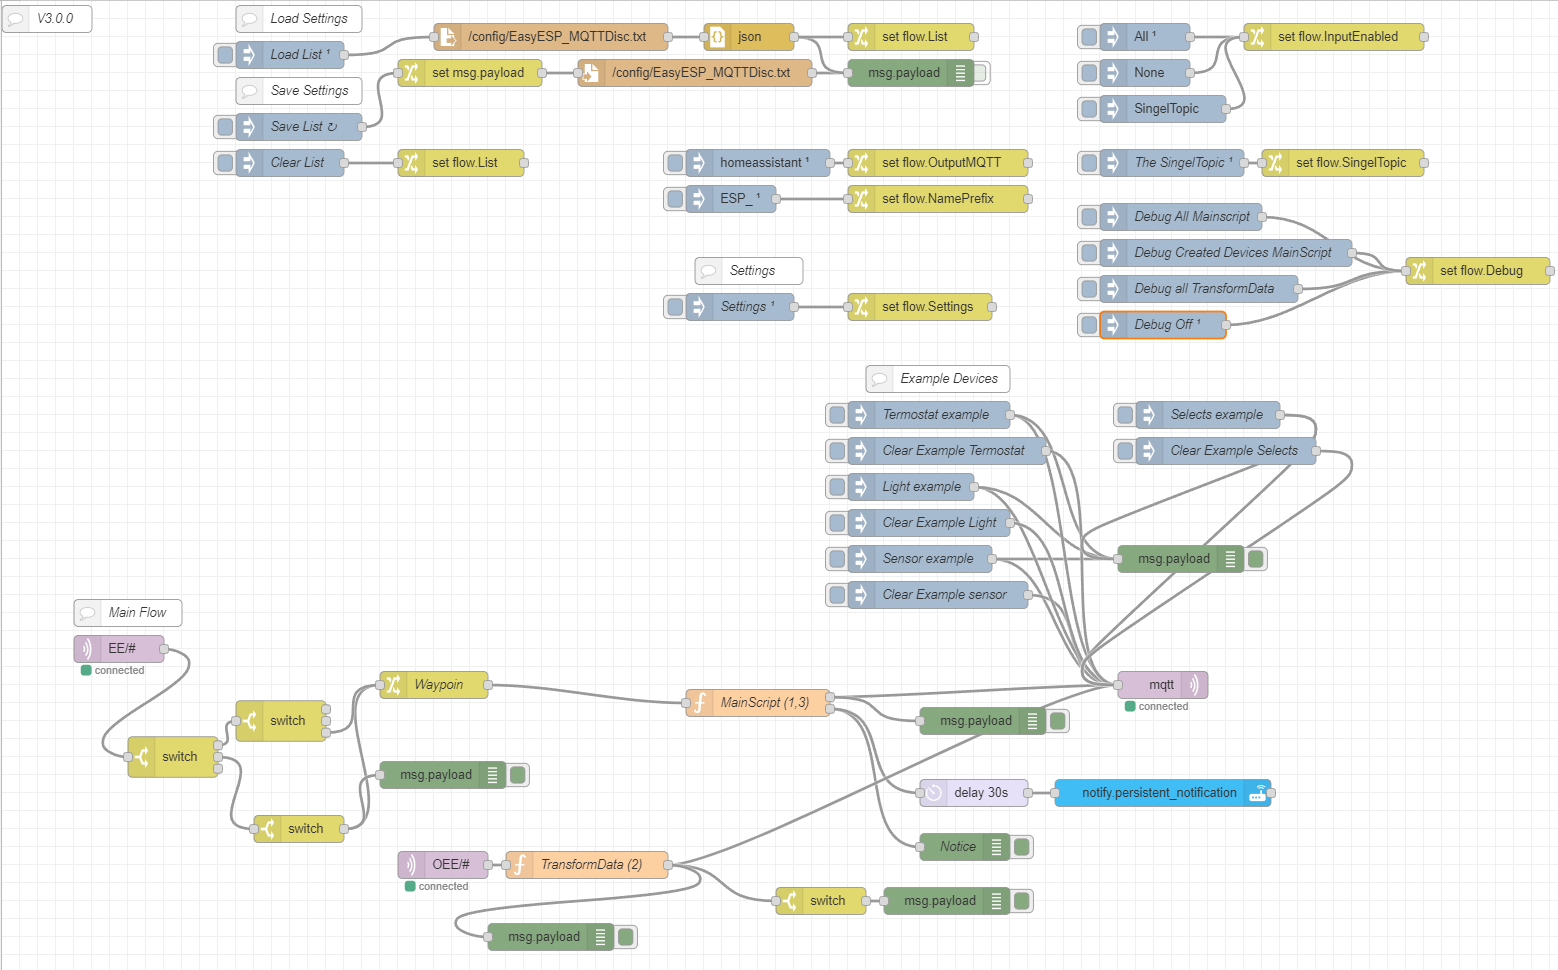 V3.0.0
Load Settings
Load List ¹
/config/EasyESP_MQTTDisc.txt
json
set flow.List
All ¹
set flow.InputEnabled
set msg.payload
/config/EasyESP_MQTTDisc.txt
msg.payload
None
Save Settings
SingelTopic
Save List ↻
Clear List
set flow.List
homeassistant ¹
set flow.OutputMQTT
The SingelTopic ¹
set flow.SingelTopic
ESP_ ¹
set flow.NamePrefix
Debug All Mainscript
Debug Created Devices MainScript
Settings
set flow.Debug
Debug all TransformData
Settings ¹
set flow.Settings
Debug Off ¹
Example Devices
Termostat example
Selects example
Clear Example Termostat
Clear Example Selects
Light example
Clear Example Light
Sensor example
msg.payload
Clear Example sensor
Main Flow
EE/#
connected
Waypoin
mqtt
connected
MainScript (1,3)
switch
msg.payload
switch
msg.payload
delay 30s
notify.persistent_notification
switch
Notice
OEE/#
connected
TransformData (2)
switch
msg.payload
msg.payload